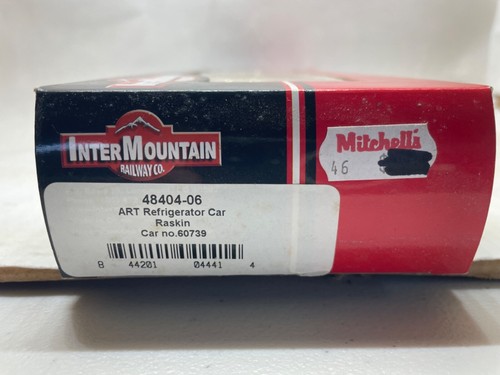 INTERMOUNTAIN
RAILWAY CO.
Mitchell's
46
48404-06
ART Refrigerator Car
Raskin
Car no.60739
8 44201 04441 4